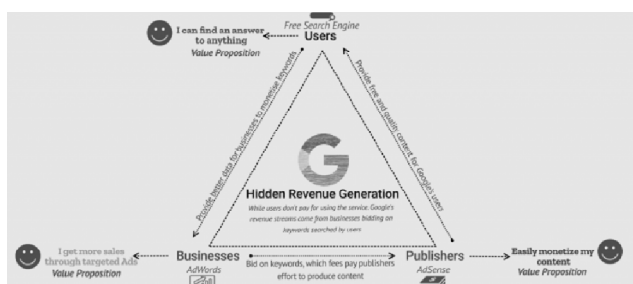 Free Search Engine
Users
I can find an answer
to anything
Value Proposition
Provide better data for businesses to monetise keywords
Provide free and quality content for Google's users
G
Hidden Revenue Generation
While users don't pay for using the service. Google's
revenue streams come from businesses bidding on
keywords searched by users
I get more sales
through targeted Ads
Value Proposition
Businesses
AdWords
Bid on keywords, which fees pay publishers
effort to produce content
Publishers
AdSense
Easily monetize my
content
Value Proposition